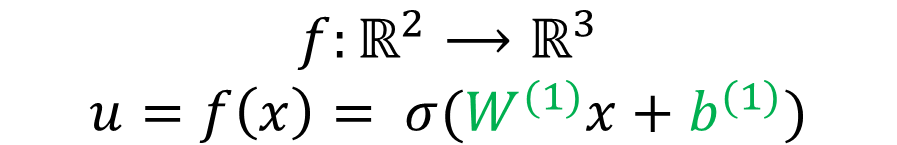 f: ℝ² ⟶ ℝ³
u = f(x) = σ(W⁽¹⁾x + b⁽¹⁾)